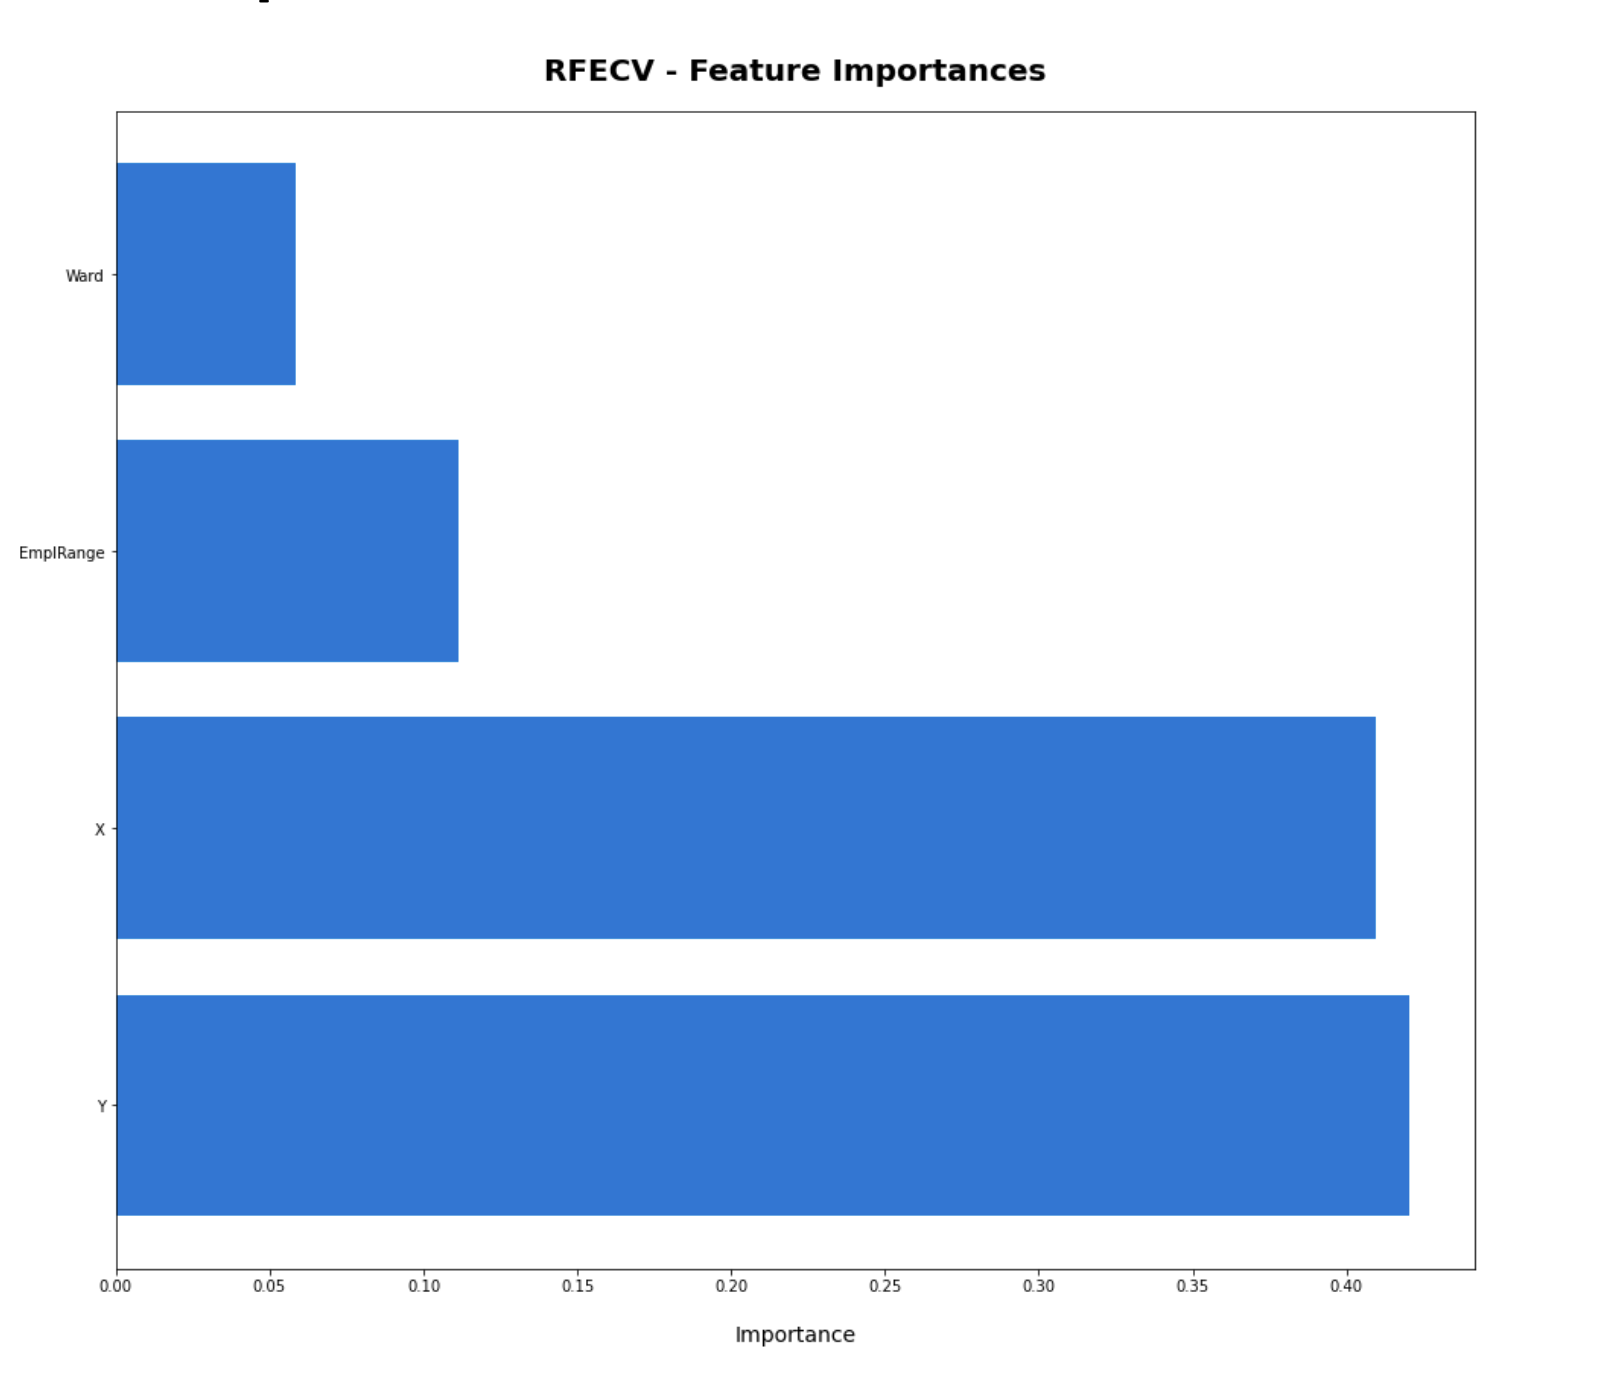 RFECV - Feature Importances
Ward
EmplRange
X
Y
0.00 0.05 0.10 0.15 0.20 0.25 0.30 0.35 0.40
Importance